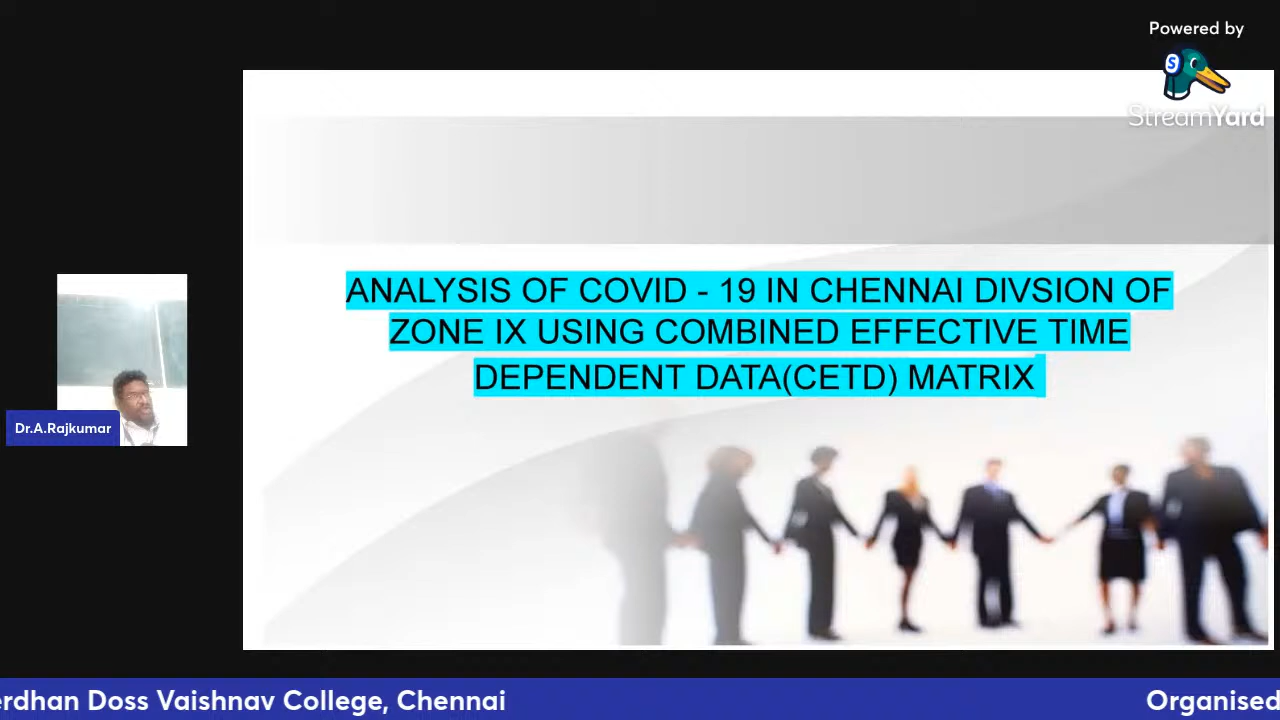 Powered by
StreamYard
ANALYSIS OF COVID - 19 IN CHENNAI DIVSION OF
ZONE IX USING COMBINED EFFECTIVE TIME
DEPENDENT DATA(CETD) MATRIX
Dr.A.Rajkumar
erdhan Doss Vaishnav College, Chennai
Organised